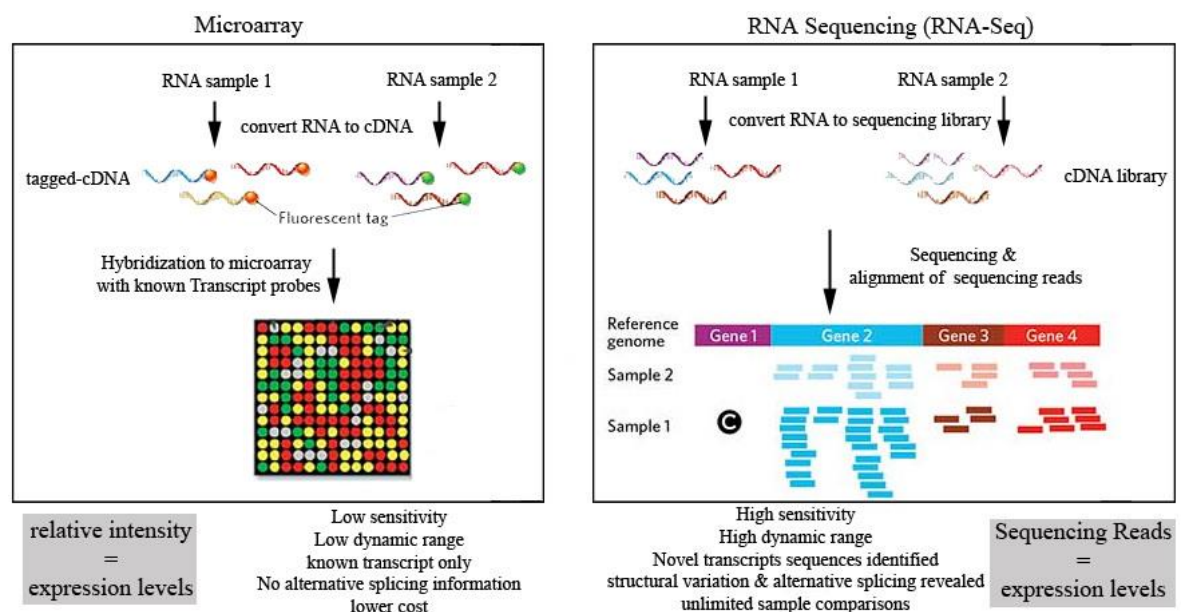 Microarray
RNA sample 1
RNA sample 2
convert RNA to cDNA
tagged-cDNA
Fluorescent tag
Hybridization to microarray
with known Transcript probes
relative intensity
=
expression levels
Low sensitivity
Low dynamic range
known transcript only
No alternative splicing information
lower cost
RNA Sequencing (RNA-Seq)
RNA sample 1
RNA sample 2
convert RNA to sequencing library
cDNA library
Sequencing &
alignment of sequencing reads
Reference
genome
Gene 1
Gene 2
Gene 3
Gene 4
Sample 2
Sample 1
C
High sensitivity
High dynamic range
Novel transcripts sequences identified
structural variation & alternative splicing revealed
unlimited sample comparisons
Sequencing Reads
=
expression levels